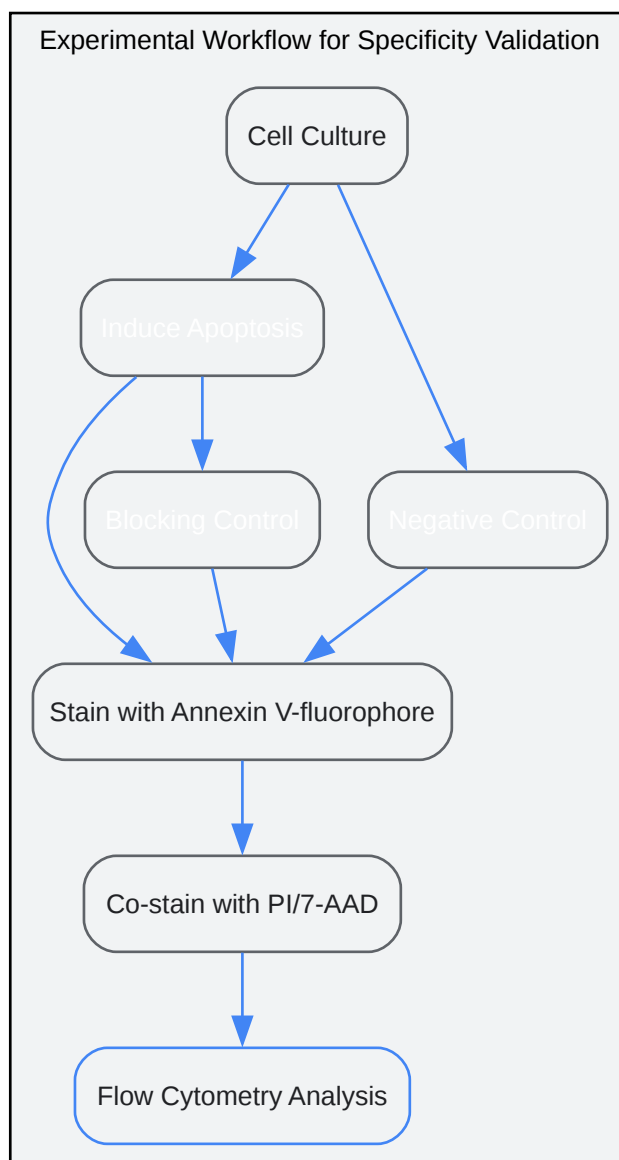 Experimental Workflow for Specificity Validation
Cell Culture
Induce Apoptosis
Blocking Control
Negative Control
Stain with Annexin V-fluorophore
Co-stain with PI/7-AAD
Flow Cytometry Analysis